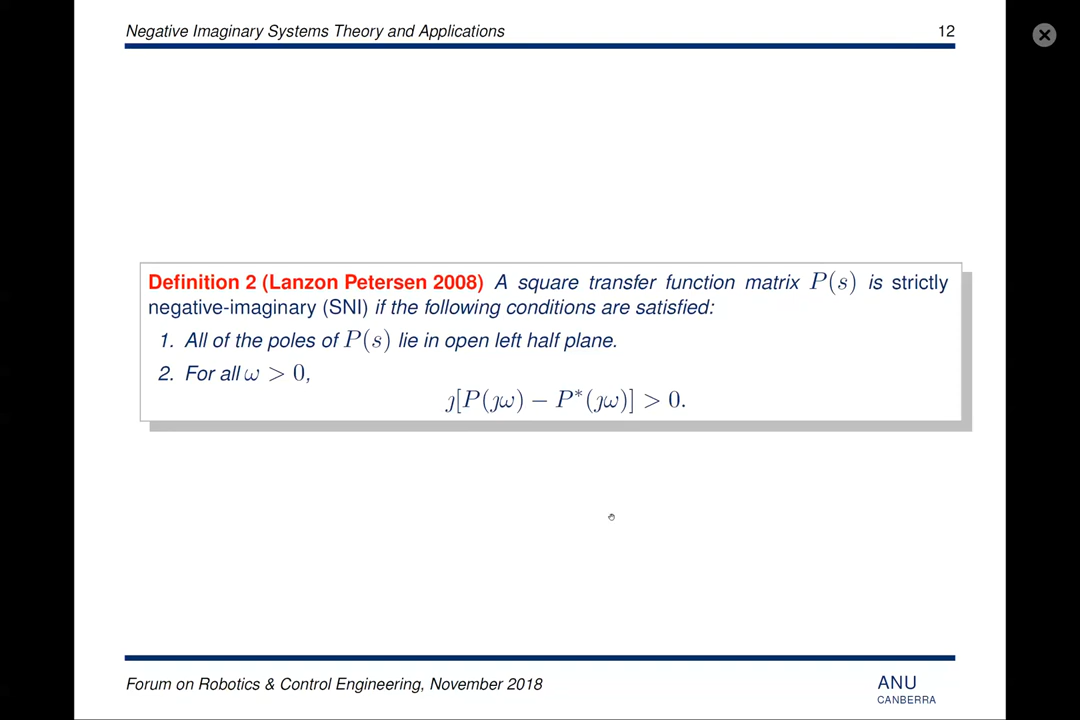 Negative Imaginary Systems Theory and Applications 12
Definition 2 (Lanzon Petersen 2008) A square transfer function matrix P(s) is strictly
negative-imaginary (SNI) if the following conditions are satisfied:
1. All of the poles of P(s) lie in open left half plane.
2. For all ω > 0,
ȷ[P(ȷω) − P*(ȷω)] > 0.
Forum on Robotics & Control Engineering, November 2018
ANU
CANBERRA